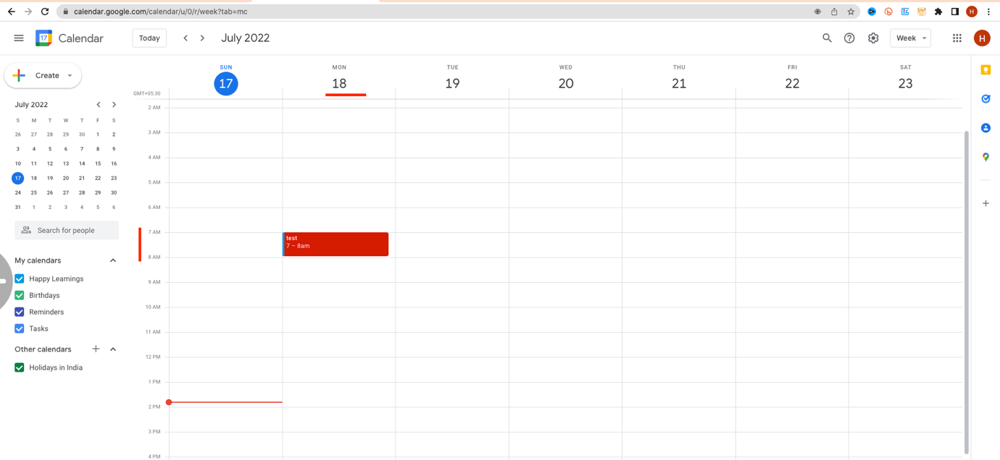 calendar.google.com/calendar/u/0/r/week?tab=mc
H
17 Calendar
Today
July 2022
Week
H
Create
SUN MON TUE WED THU FRI SAT
17 18 19 20 21 22 23
GMT+05:30
July 2022
S M T W T F S
26 27 28 29 30 1 2
3 4 5 6 7 8 9
10 11 12 13 14 15 16
17 18 19 20 21 22 23
24 25 26 27 28 29 30
31 1 2 3 4 5 6
Search for people
My calendars
Happy Learnings
Birthdays
Reminders
Tasks
Other calendars
Holidays in India
2 AM
3 AM
4 AM
5 AM
6 AM
7 AM
test
7 – 8am
8 AM
9 AM
10 AM
11 AM
12 PM
1 PM
2 PM
3 PM
4 PM